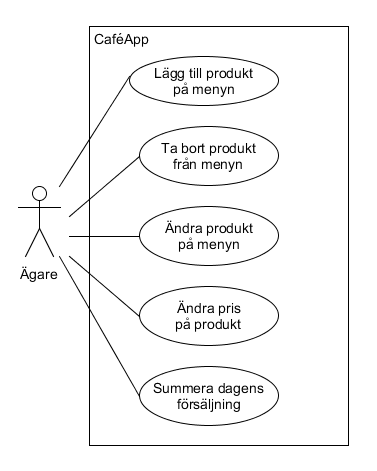 CaféApp
Lägg till produkt
på menyn
Ta bort produkt
från menyn
Ändra produkt
på menyn
Ägare
Ändra pris
på produkt
Summera dagens
försäljning